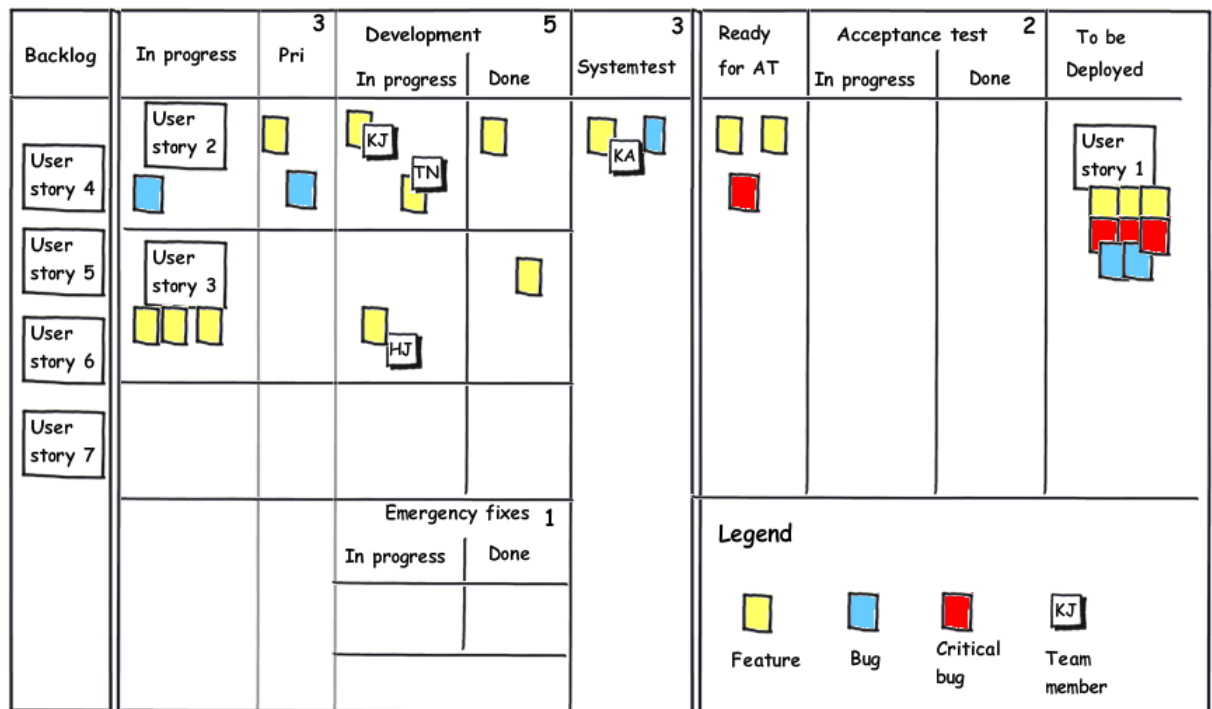 Backlog
In progress
3
Pri
Development
5
In progress
Done
3
Systemtest
Ready
for AT
Acceptance test
2
In progress
Done
To be
Deployed
User
story 4
User
story 5
User
story 6
User
story 7
User
story 2
KJ
TN
KA
User
story 1
User
story 3
HJ
Emergency fixes
1
In progress
Done
Legend
Feature
Bug
Critical
bug
KJ
Team
member